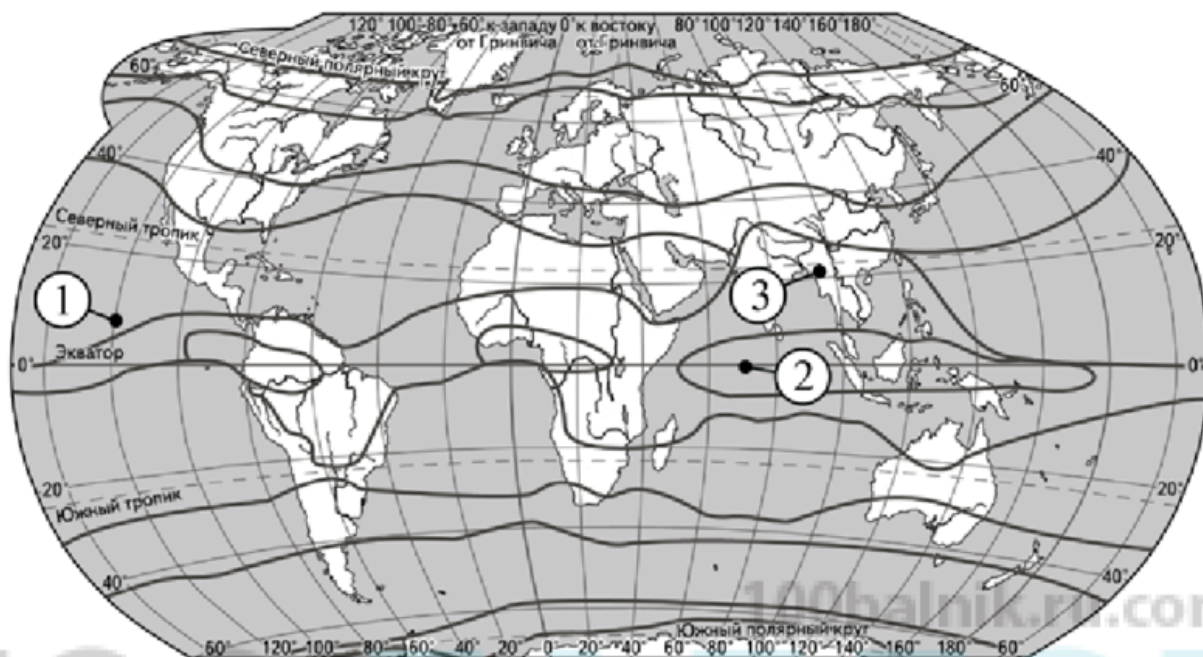 120° 100° 80° 60° к западу 0° к востоку 80° 100° 120° 140° 160° 180°
от Гринвича от Гринвича
Северный полярный круг
60° 60°
40° 40°
Северный тропик
20° 20°
1
3
Экватор
0° 0°
2
20
Южный тропик
20°
40° 40°
100balnik.ru.com
Южный полярный круг
60° 120° 100° 80° 60° 40° 20° 0° 20° 40° 60° 80° 100° 120° 140° 160° 180° 60°